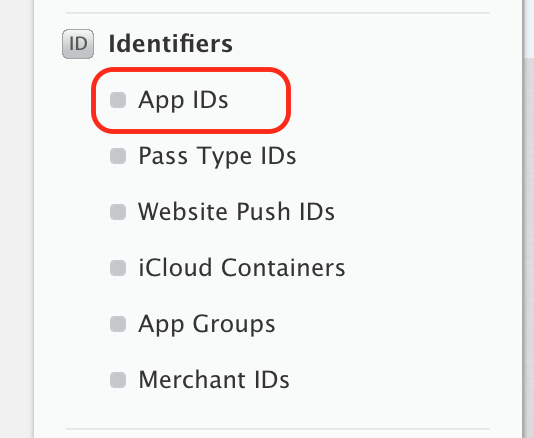 ID Identifiers
App IDs
Pass Type IDs
Website Push IDs
iCloud Containers
App Groups
Merchant IDs